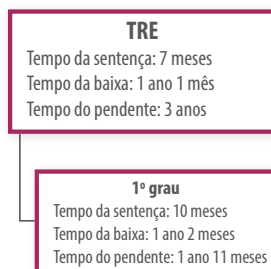 TRE
Tempo da sentença: 7 meses
Tempo da baixa: 1 ano 1 mês
Tempo do pendente: 3 anos
1º grau
Tempo da sentença: 10 meses
Tempo da baixa: 1 ano 2 meses
Tempo do pendente: 1 ano 11 meses